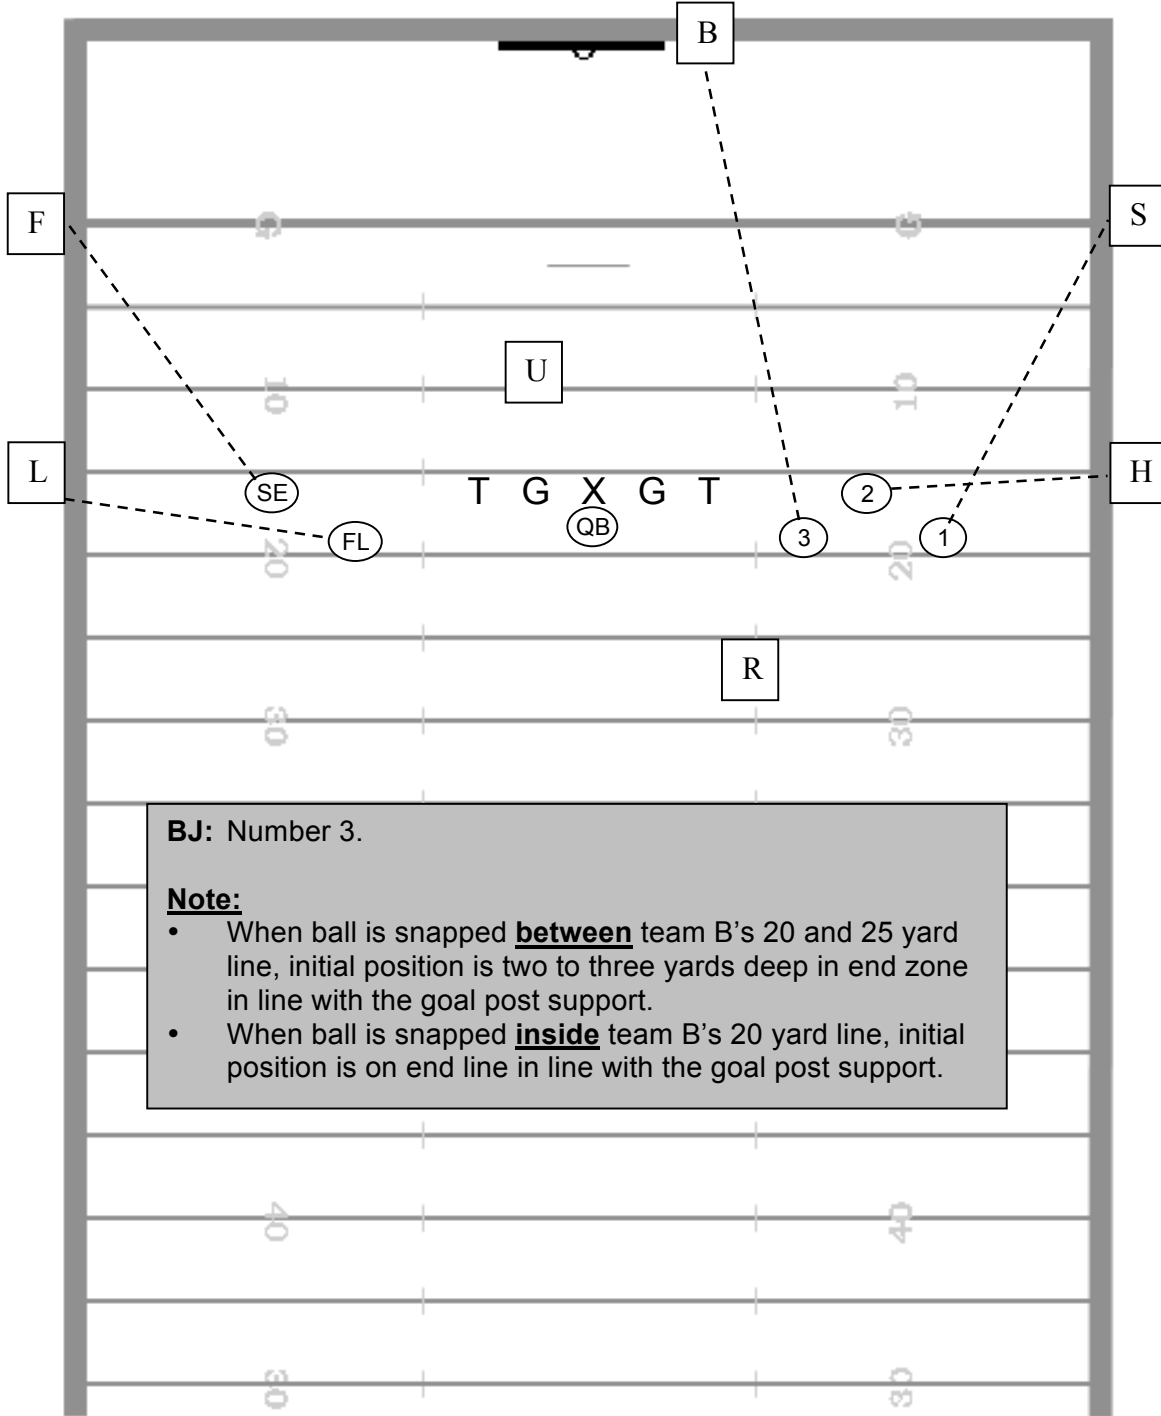 B
F
S
G G
U
10 10
L
H
SE T G X G T 2
QB
FL 3 1
20 20
R
30 30
BJ: Number 3.
Note:
• When ball is snapped between team B’s 20 and 25 yard
line, initial position is two to three yards deep in end zone
in line with the goal post support.
• When ball is snapped inside team B’s 20 yard line, initial
position is on end line in line with the goal post support.
40 40
30 30